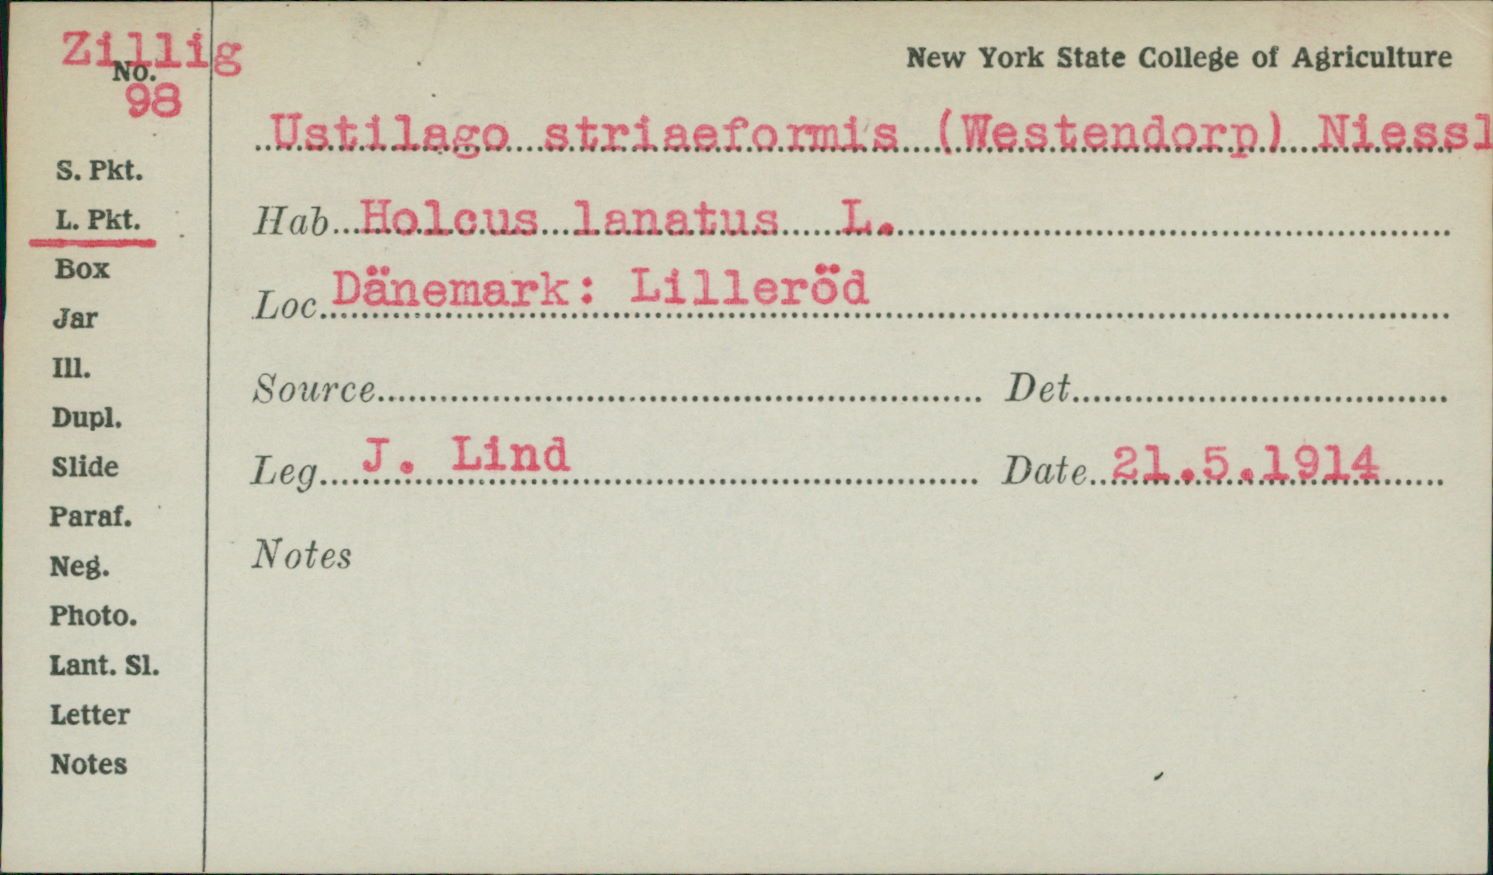 Zillig
No.
98
New York State College of Agriculture
Ustilago striaeformis (Westendorp) Niessl
S. Pkt.
L. Pkt.
Box
Jar
Ill.
Dupl.
Slide
Paraf.
Neg.
Photo.
Lant. Sl.
Letter
Notes
Hab Holcus lanatus L.
Loc Dänemark: Lilleröd
Source Det
Leg J. Lind Date 21.5.1914
Notes